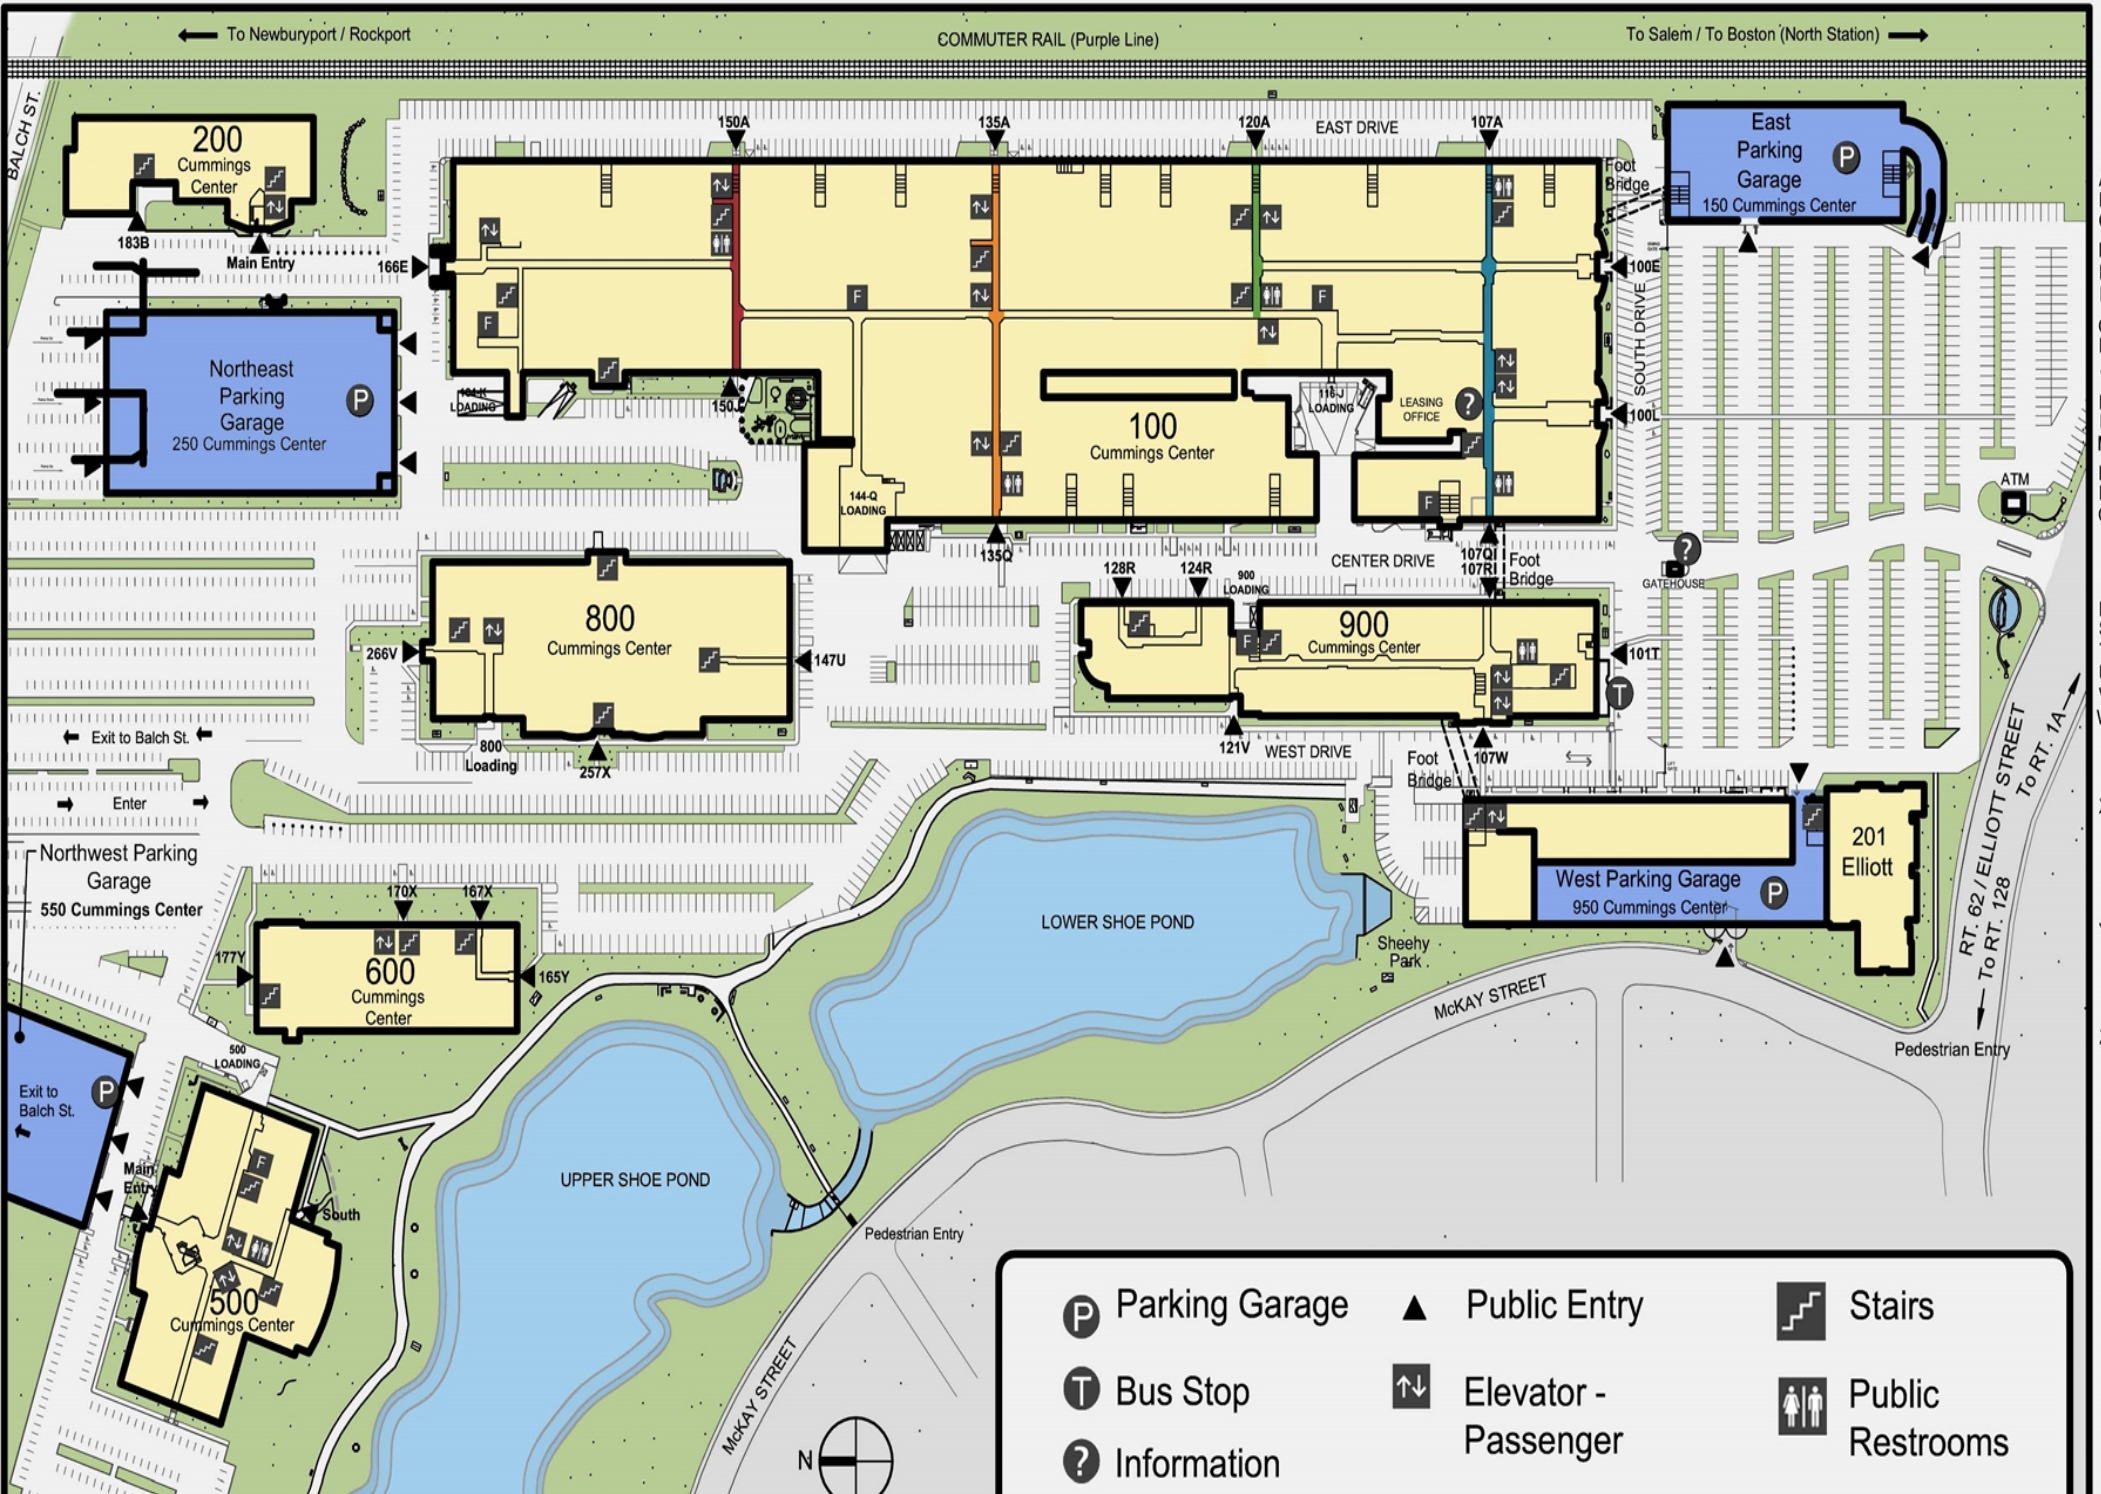 To Newburyport / Rockport
COMMUTER RAIL (Purple Line)
To Salem / To Boston (North Station)
BALCH ST.
200
Cummings
Center
183B
Main Entry
166E
150A
135A
120A
EAST DRIVE
107A
Foot
Bridge
East
Parking
Garage
150 Cummings Center
P
100E
SOUTH DRIVE
100L
Northeast
Parking
Garage
250 Cummings Center
P
F
F
F
LOADING
150J
116-J
LOADING
LEASING
OFFICE
?
100
Cummings Center
144-Q
LOADING
F
135Q
CENTER DRIVE
107Q
107R
Foot
Bridge
ATM
?
GATEHOUSE
800
Cummings Center
266V
147U
800
Loading
257X
128R
124R
900
LOADING
F
900
Cummings Center
101T
T
121V
WEST DRIVE
107W
Foot
Bridge
Exit to Balch St.
Enter
Northwest Parking
Garage
550 Cummings Center
170X
167X
177Y
165Y
600
Cummings
Center
500
LOADING
P
Exit to
Balch St.
Main
Entry
F
South
500
Cummings Center
LOWER SHOE POND
UPPER SHOE POND
Sheehy
Park
West Parking Garage
950 Cummings Center
P
201
Elliott
McKAY STREET
RT. 62 / ELLIOTT STREET
To RT. 1A
To RT. 128
Pedestrian Entry
Pedestrian Entry
McKAY STREET
N
P Parking Garage
Public Entry
Stairs
T Bus Stop
Elevator -
Passenger
Public
Restrooms
? Information